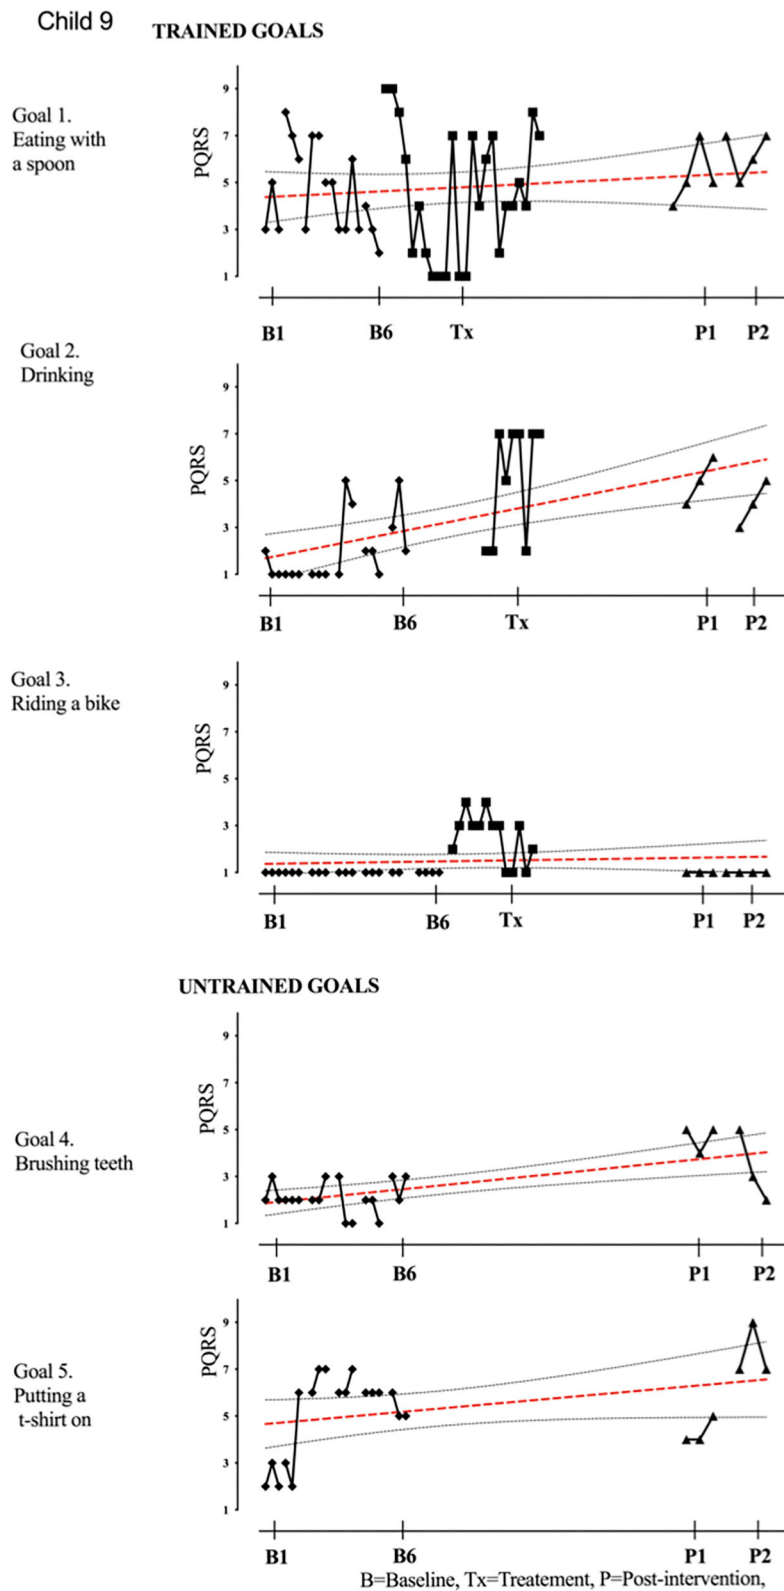 Child 9
TRAINED GOALS
Goal 1.
Eating with
a spoon
PQRS
9
7
5
3
1
B1 B6 Tx P1 P2
Goal 2.
Drinking
PQRS
9
7
5
3
1
B1 B6 Tx P1 P2
Goal 3.
Riding a bike
PQRS
9
7
5
3
1
B1 B6 Tx P1 P2
UNTRAINED GOALS
Goal 4.
Brushing teeth
PQRS
9
7
5
3
1
B1 B6 P1 P2
Goal 5.
Putting a
t-shirt on
PQRS
9
7
5
3
1
B1 B6 P1 P2
B=Baseline, Tx=Treatement, P=Post-intervention,